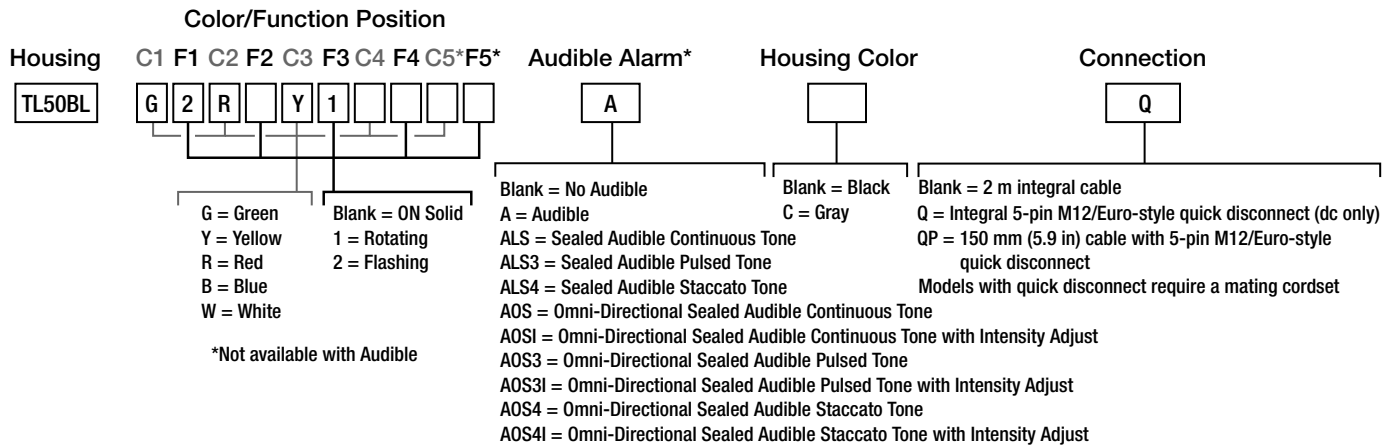 Color/Function Position
Housing C1 F1 C2 F2 C3 F3 C4 F4 C5*F5* Audible Alarm* Housing Color Connection
TL50BL G 2 R Y 1 A Q
G = Green
Y = Yellow
R = Red
B = Blue
W = White
Blank = ON Solid
1 = Rotating
2 = Flashing
*Not available with Audible
Blank = No Audible
A = Audible
ALS = Sealed Audible Continuous Tone
ALS3 = Sealed Audible Pulsed Tone
ALS4 = Sealed Audible Staccato Tone
AOS = Omni-Directional Sealed Audible Continuous Tone
AOSI = Omni-Directional Sealed Audible Continuous Tone with Intensity Adjust
AOS3 = Omni-Directional Sealed Audible Pulsed Tone
AOS3I = Omni-Directional Sealed Audible Pulsed Tone with Intensity Adjust
AOS4 = Omni-Directional Sealed Audible Staccato Tone
AOS4I = Omni-Directional Sealed Audible Staccato Tone with Intensity Adjust
Blank = Black
C = Gray
Blank = 2 m integral cable
Q = Integral 5-pin M12/Euro-style quick disconnect (dc only)
QP = 150 mm (5.9 in) cable with 5-pin M12/Euro-style
quick disconnect
Models with quick disconnect require a mating cordset